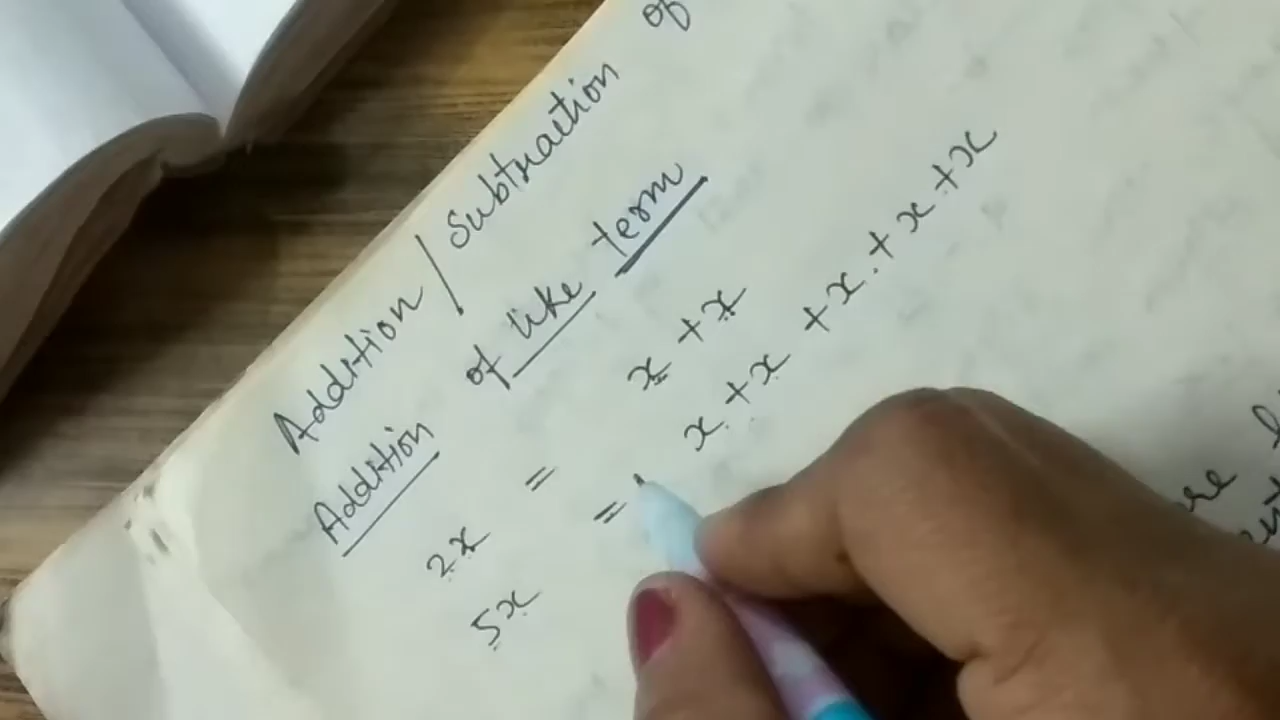 Addition / Subtraction of
Addition of like term
2x = x + x
5x = x + x + x + x + x